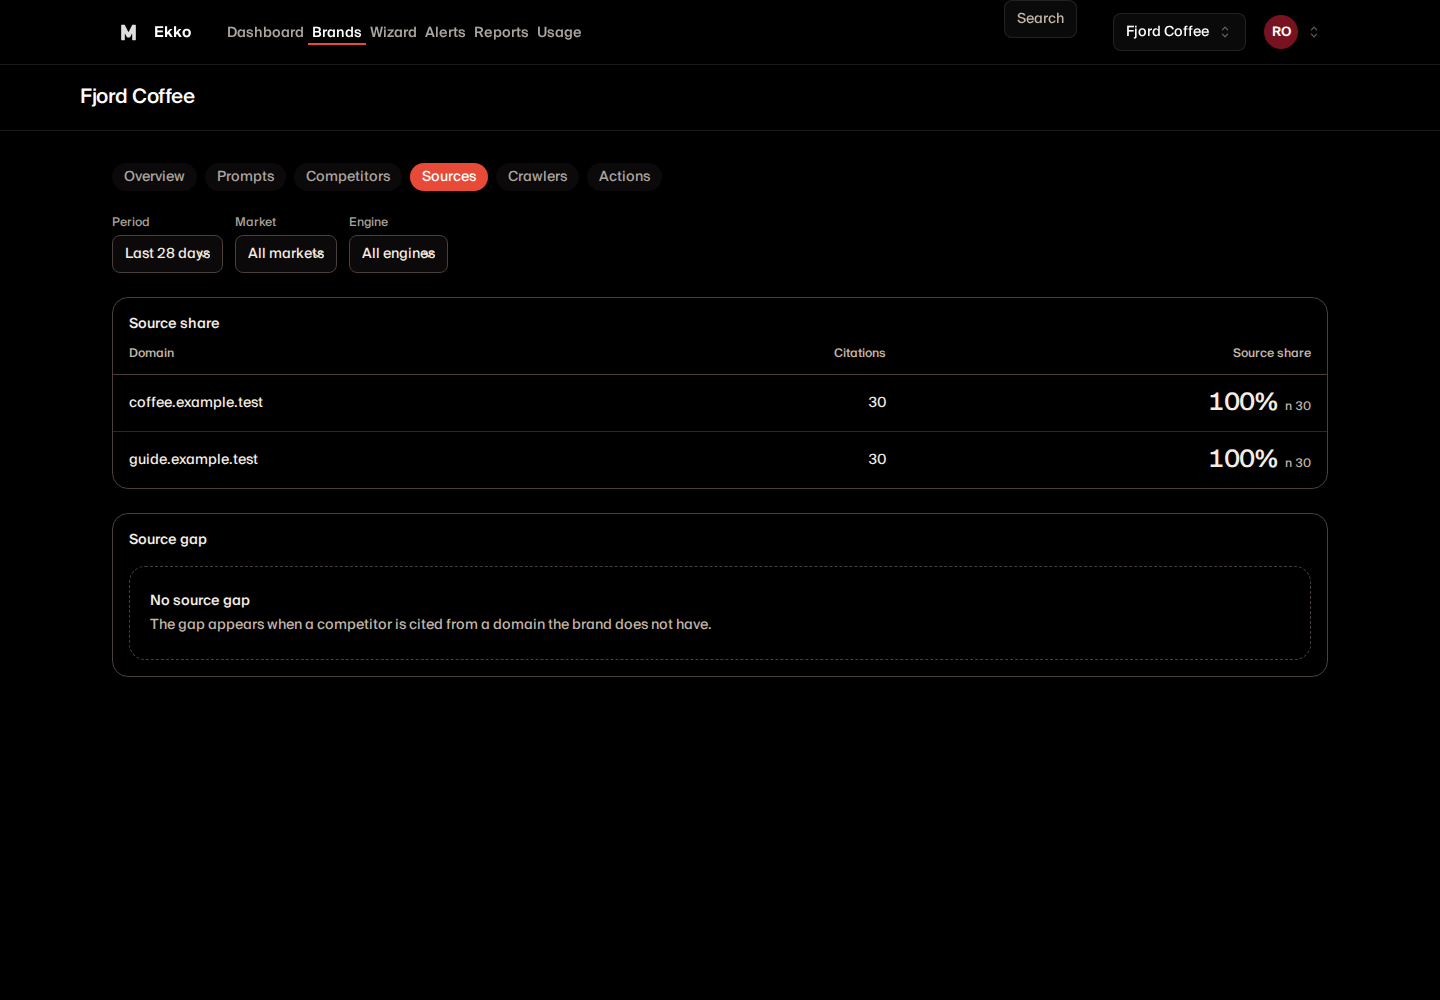 Ekko Dashboard Brands Wizard Alerts Reports Usage Search Fjord Coffee RO
Fjord Coffee
Overview Prompts Competitors Sources Crawlers Actions
Period Market Engine
Last 28 days All markets All engines
Source share
Domain Citations Source share
coffee.example.test 30 100% n 30
guide.example.test 30 100% n 30
Source gap
No source gap
The gap appears when a competitor is cited from a domain the brand does not have.